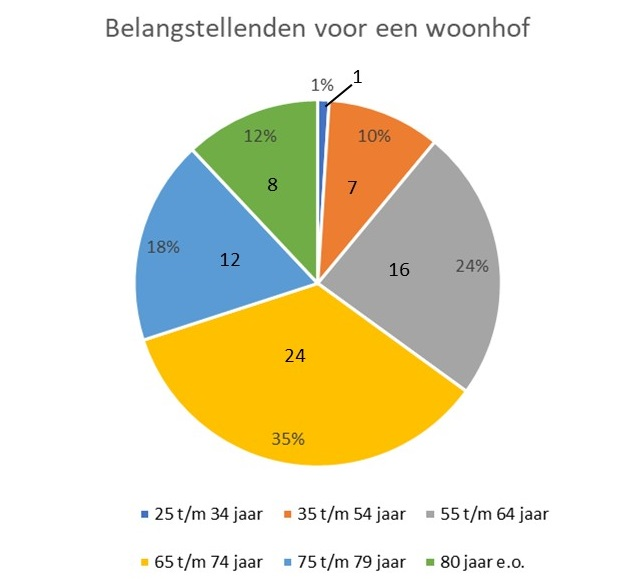 Belangstellenden voor een woonhof
1%
1
12%
10%
8
7
18%
12
16
24%
24
35%
25 t/m 34 jaar
35 t/m 54 jaar
55 t/m 64 jaar
65 t/m 74 jaar
75 t/m 79 jaar
80 jaar e.o.